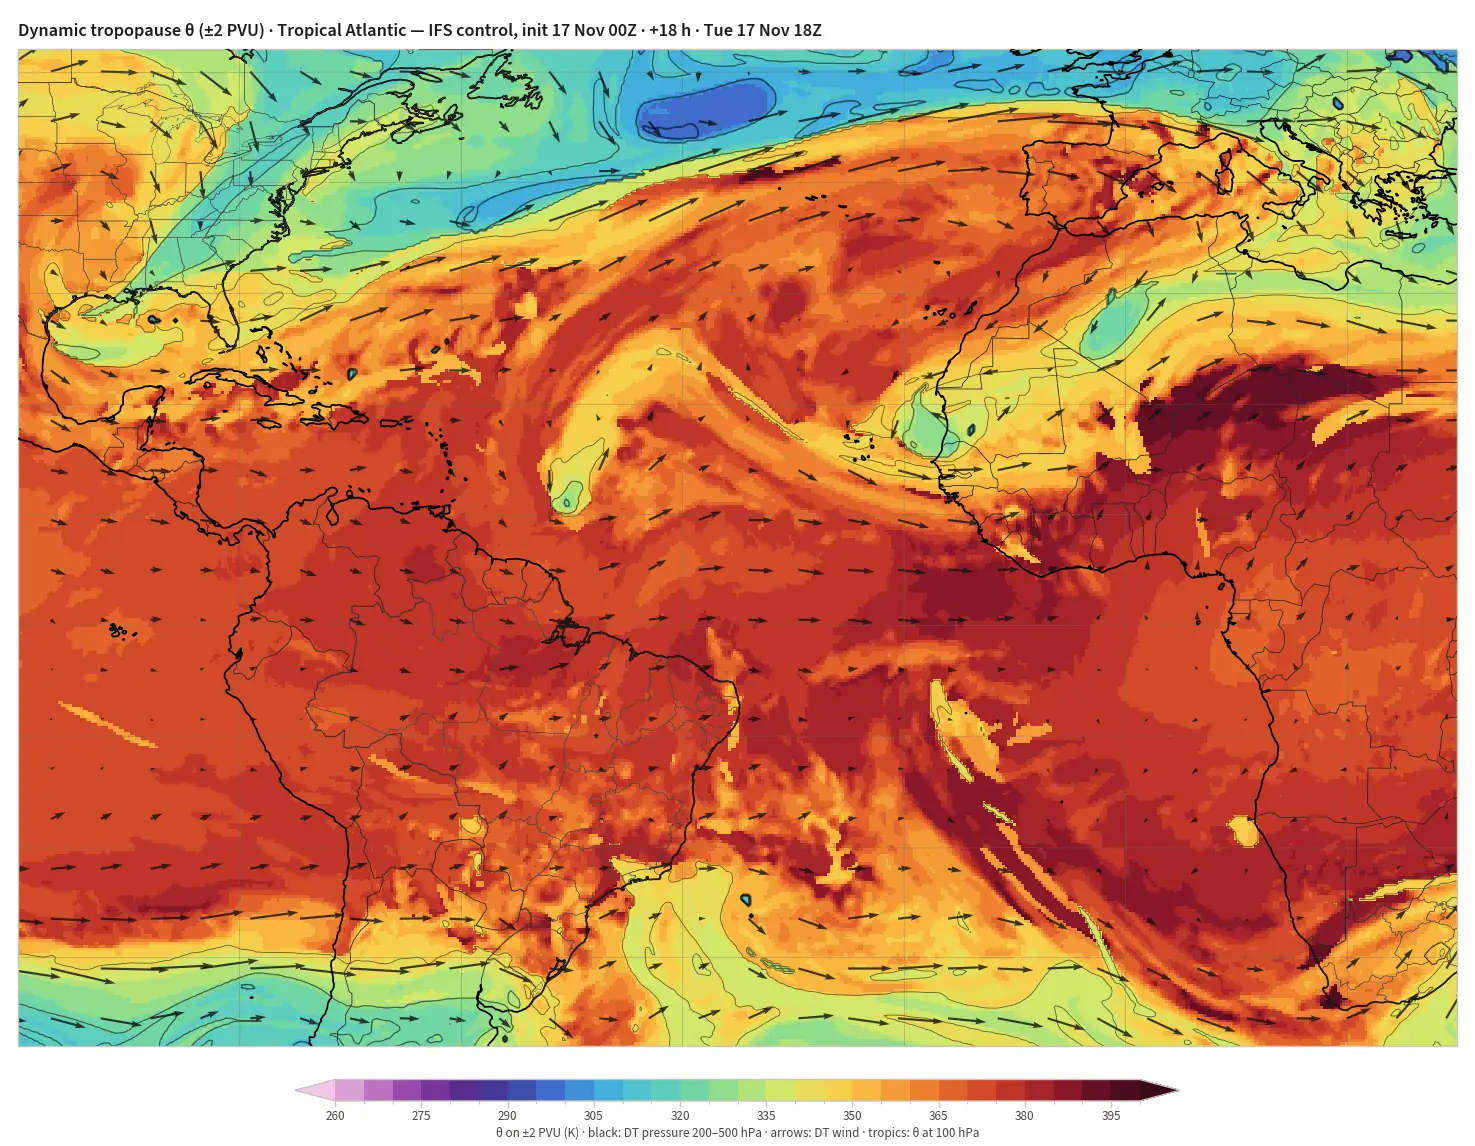 Dynamic tropopause θ (±2 PVU) · Tropical Atlantic — IFS control, init 17 Nov 00Z · +18 h · Tue 17 Nov 18Z
260 275 290 305 320 335 350 365 380 395
θ on ±2 PVU (K) · black: DT pressure 200–500 hPa · arrows: DT wind · tropics: θ at 100 hPa